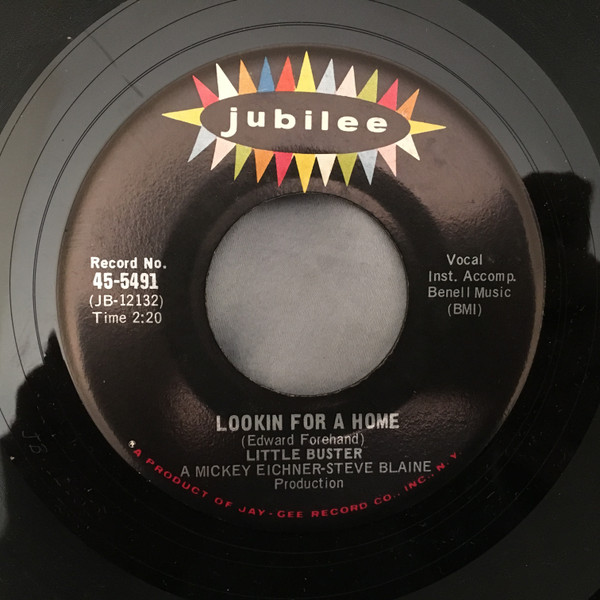 jubilee
Record No.
45-5491
(JB-12132)
Time 2:20
Vocal
Inst. Accomp.
Benell Music
(BMI)
LOOKIN FOR A HOME
(Edward Forehand)
LITTLE BUSTER
A MICKEY EICHNER-STEVE BLAINE
Production
A PRODUCT OF JAY-GEE RECORD CO., INC., N. Y.